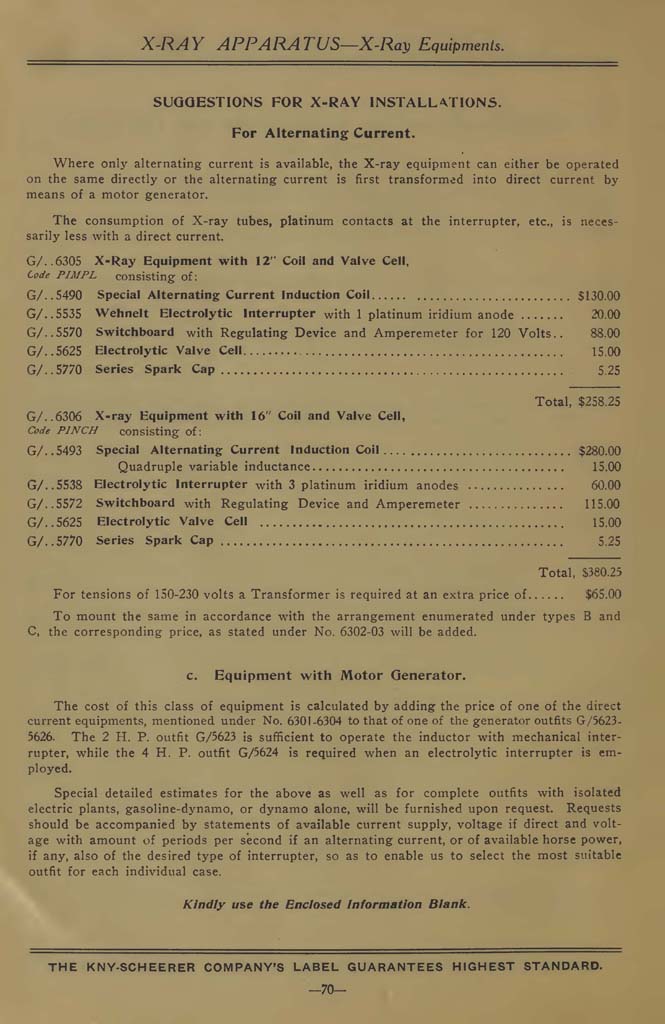 X-RAY APPARATUS—X-Ray Equipments.
SUGGESTIONS FOR X-RAY INSTALLATIONS.
For Alternating Current.
Where only alternating current is available, the X-ray equipment can either be operated
on the same directly or the alternating current is first transformed into direct current by
means of a motor generator.
The consumption of X-ray tubes, platinum contacts at the interrupter, etc., is neces-
sarily less with a direct current.
G/..6305 X-Ray Equipment with 12" Coil and Valve Cell,
Code PIMPL consisting of:
G/..5490 Special Alternating Current Induction Coil...... ........................ $130.00
G/..5535 Wehnelt Electrolytic Interrupter with 1 platinum iridium anode ....... 20.00
G/..5570 Switchboard with Regulating Device and Amperemeter for 120 Volts.. 88.00
G/..5625 Electrolytic Valve Cell.................................................. 15.00
G/..5770 Series Spark Cap ...................................................... 5.25
Total, $258.25
G/..6306 X-ray Equipment with 16" Coil and Valve Cell,
Code PINCH consisting of:
G/..5493 Special Alternating Current Induction Coil............................. $280.00
Quadruple variable inductance....................................... 15.00
G/..5538 Electrolytic Interrupter with 3 platinum iridium anodes ............... 60.00
G/..5572 Switchboard with Regulating Device and Amperemeter ............... 115.00
G/..5625 Electrolytic Valve Cell ................................................ 15.00
G/..5770 Series Spark Cap ...................................................... 5.25
Total, $380.25
For tensions of 150-230 volts a Transformer is required at an extra price of...... $65.00
To mount the same in accordance with the arrangement enumerated under types B and
C, the corresponding price, as stated under No. 6302-03 will be added.
c. Equipment with Motor Generator.
The cost of this class of equipment is calculated by adding the price of one of the direct
current equipments, mentioned under No. 6301-6304 to that of one of the generator outfits G/5623-
5626. The 2 H. P. outfit G/5623 is sufficient to operate the inductor with mechanical inter-
rupter, while the 4 H. P. outfit G/5624 is required when an electrolytic interrupter is em-
ployed.
Special detailed estimates for the above as well as for complete outfits with isolated
electric plants, gasoline-dynamo, or dynamo alone, will be furnished upon request. Requests
should be accompanied by statements of available current supply, voltage if direct and volt-
age with amount of periods per second if an alternating current, or of available horse power,
if any, also of the desired type of interrupter, so as to enable us to select the most suitable
outfit for each individual case.
Kindly use the Enclosed Information Blank.
THE KNY-SCHEERER COMPANY'S LABEL GUARANTEES HIGHEST STANDARD.
—70—